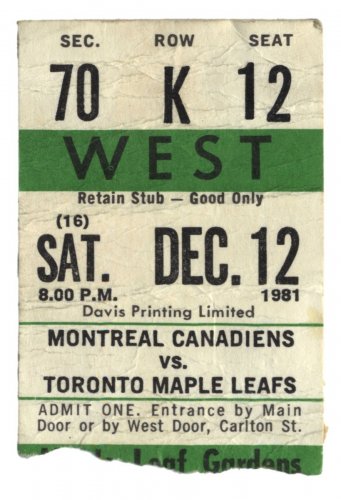 SEC. ROW SEAT
70 K 12
WEST
Retain Stub — Good Only
(16)
SAT. DEC. 12
8.00 P.M. 1981
Davis Printing Limited
MONTREAL CANADIENS
VS.
TORONTO MAPLE LEAFS
ADMIT ONE. Entrance by Main
Door or by West Door, Carlton St.
Leaf Gardens